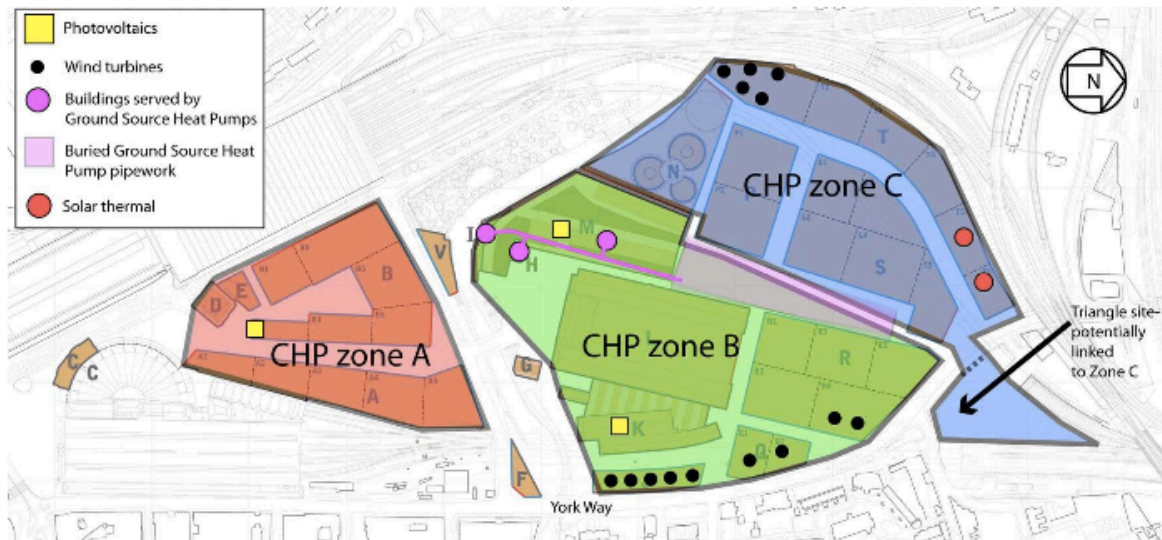 Photovoltaics
Wind turbines
Buildings served by
Ground Source Heat Pumps
Buried Ground Source Heat
Pump pipework
Solar thermal
N
T
N
CHP zone C
S
I
M
H
V
B
E
D
CHP zone A
A
C
C
CHP zone B
L
R
G
K
Q
F
York Way
Triangle site-
potentially
linked
to Zone C